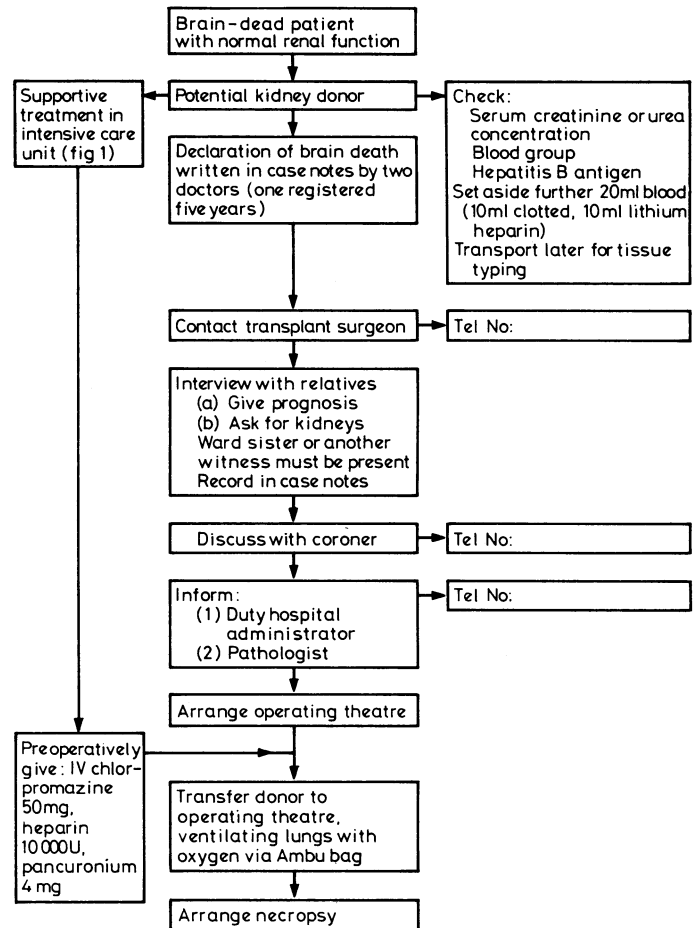 Brain-dead patient
with normal renal function
Supportive
treatment in
intensive care
unit (fig 1)
Potential kidney donor
Check:
Serum creatinine or urea
concentration
Blood group
Hepatitis B antigen
Set aside further 20ml blood
(10ml clotted, 10ml lithium
heparin)
Transport later for tissue
typing
Declaration of brain death
written in case notes by two
doctors (one registered
five years)
Contact transplant surgeon
Tel No:
Interview with relatives
(a) Give prognosis
(b) Ask for kidneys
Ward sister or another
witness must be present
Record in case notes
Discuss with coroner
Tel No:
Inform:
(1) Duty hospital
administrator
(2) Pathologist
Tel No:
Arrange operating theatre
Preoperatively
give: IV chlor-
promazine
50mg,
heparin
10 000U,
pancuronium
4 mg
Transfer donor to
operating theatre,
ventilating lungs with
oxygen via Ambu bag
Arrange necropsy